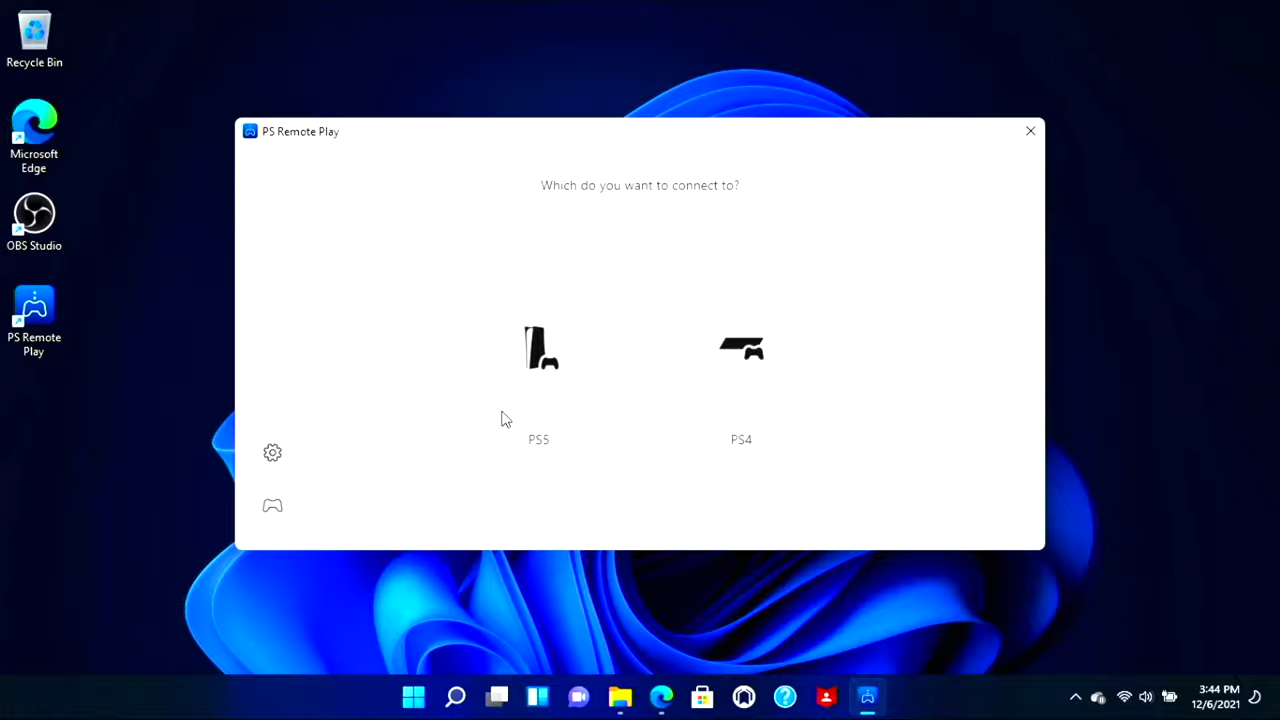 Recycle Bin
Microsoft
Edge
OBS Studio
PS Remote
Play
PS Remote Play
Which do you want to connect to?
PS5
PS4
3:44 PM
12/6/2021